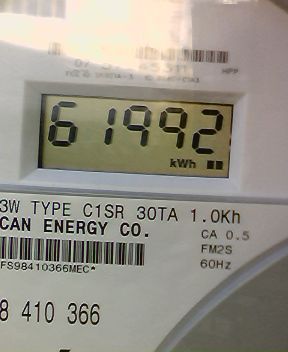 HPP
61992
kWh
3W TYPE C1SR 30TA 1.0Kh
CAN ENERGY CO.
CA 0.5
FM2S
60Hz
FS98410366MEC*
8 410 366